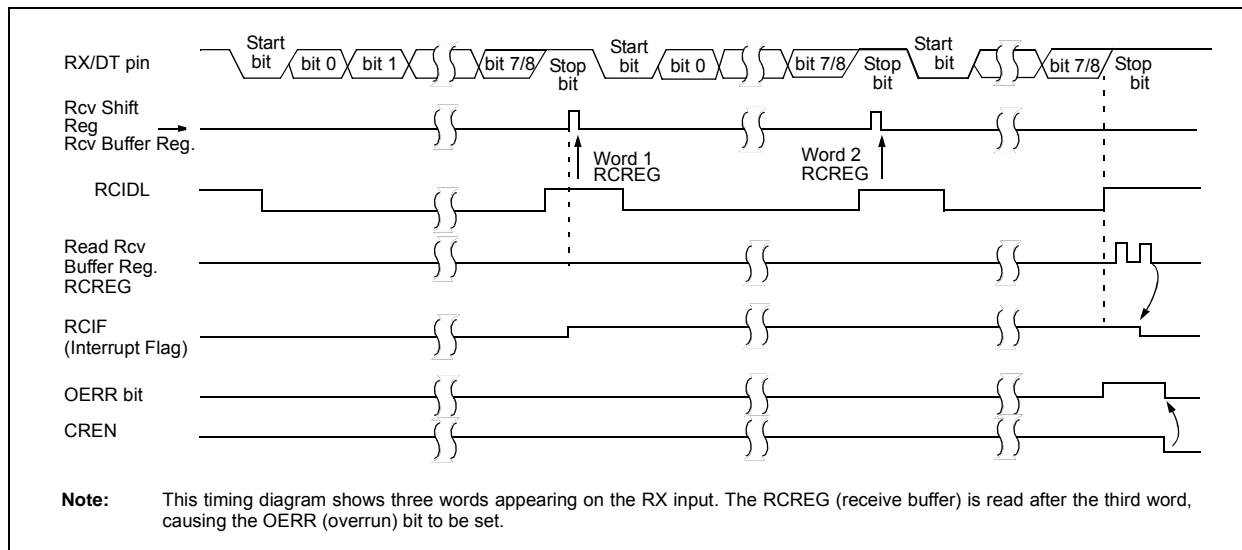 RX/DT pin
Start bit
bit 0
bit 1
bit 7/8
Stop bit
Start bit
bit 0
bit 7/8
Stop bit
Start bit
bit 7/8
Stop bit
Rcv Shift
Reg
Rcv Buffer Reg.
Word 1
RCREG
Word 2
RCREG
RCIDL
Read Rcv
Buffer Reg.
RCREG
RCIF
(Interrupt Flag)
OERR bit
CREN
Note: This timing diagram shows three words appearing on the RX input. The RCREG (receive buffer) is read after the third word,
causing the OERR (overrun) bit to be set.